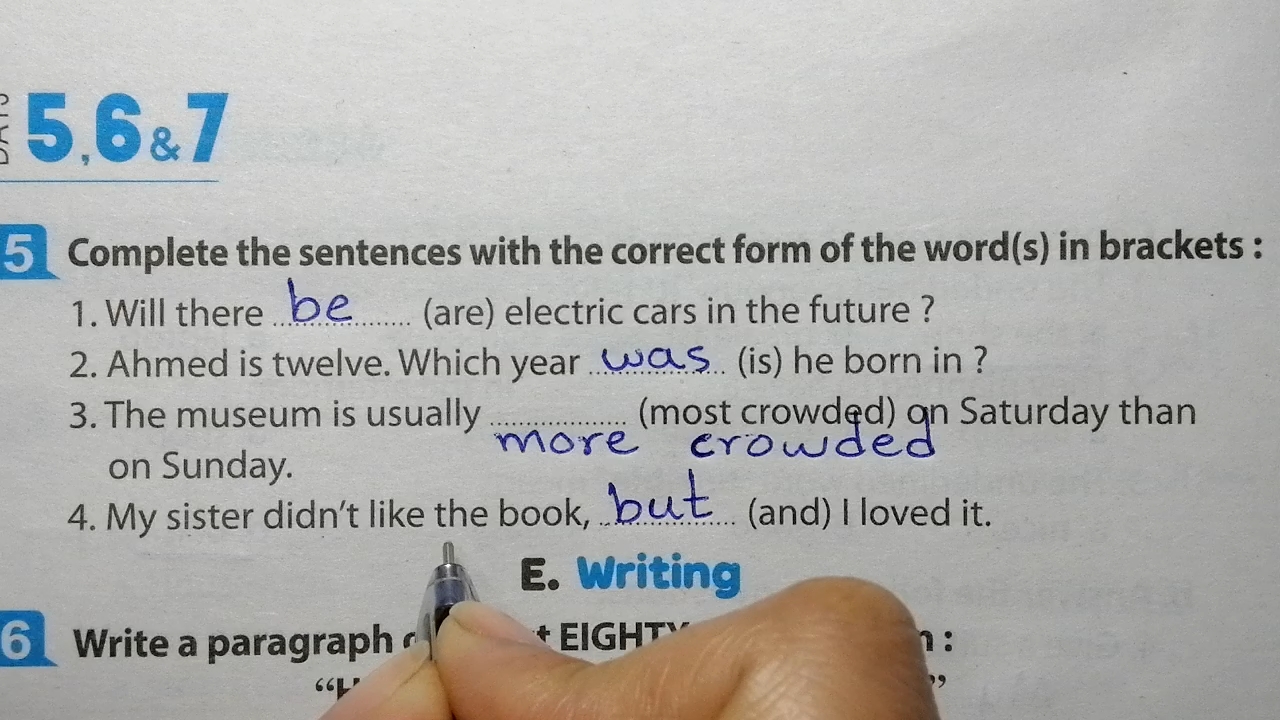 DAYS
5, 6 & 7
5 Complete the sentences with the correct form of the word(s) in brackets :
1. Will there be (are) electric cars in the future ?
2. Ahmed is twelve. Which year was (is) he born in ?
3. The museum is usually .................. (most crowded) on Saturday than
more crowded
on Sunday.
4. My sister didn't like the book, but (and) I loved it.
E. Writing
6 Write a paragraph EIGHTY :